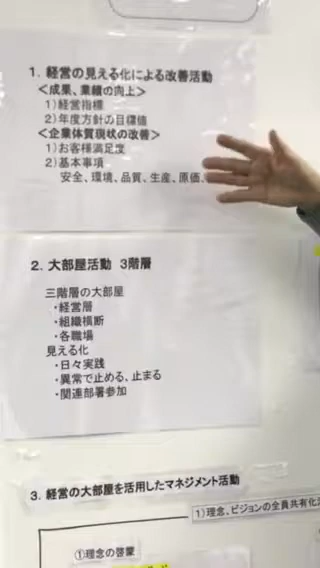 1. 経営の見える化による改善活動
＜成果、業績の向上＞
1)経営指標
2)年度方針の目標値
＜企業体質現状の改善＞
1)お客様満足度
2)基本事項
安全、環境、品質、生産、原価、
2. 大部屋活動 3階層
三階層の大部屋
・経営層
・組織横断
・各職場
見える化
・日々実践
・異常で止める、止まる
・関連部署参加
3. 経営の大部屋を活用したマネジメント活動
1)理念、ビジョンの全員共有化
①理念の啓蒙